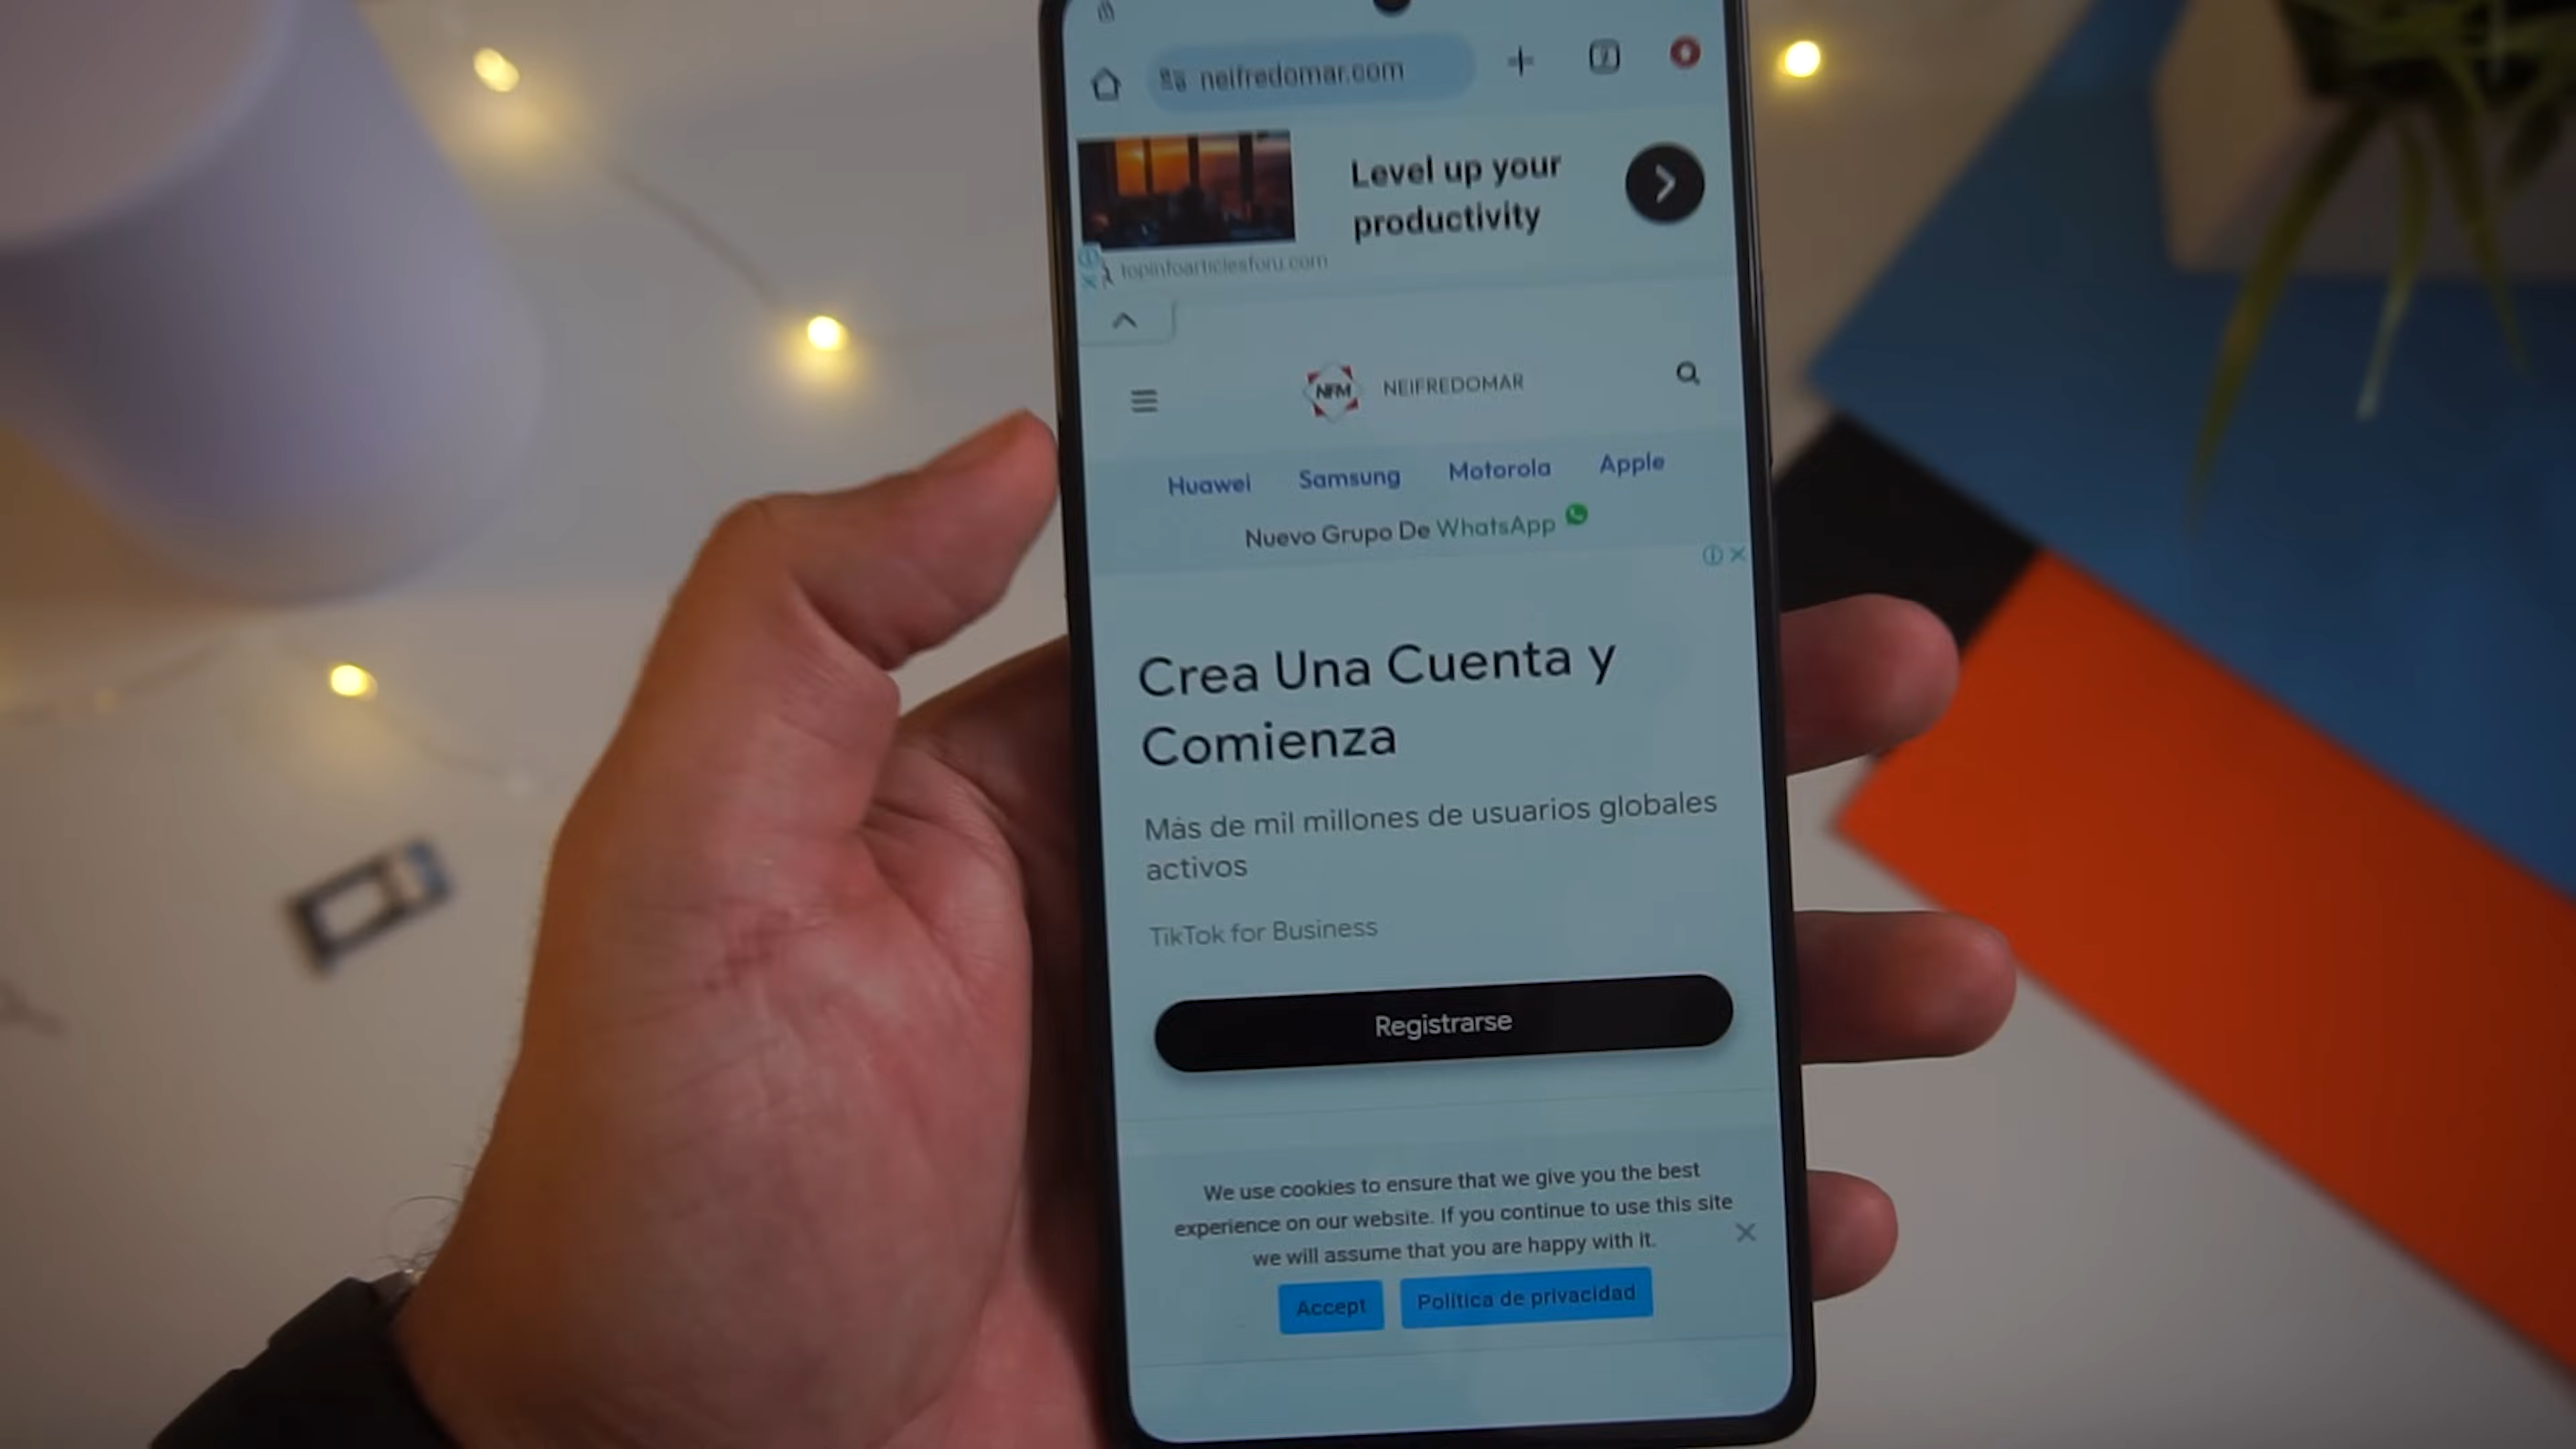 neifredomar.com
Level up your
productivity
topinfoarticlesforu.com
NFM NEIFREDOMAR
Huawei Samsung Motorola Apple
Nuevo Grupo De WhatsApp
Crea Una Cuenta y
Comienza
Más de mil millones de usuarios globales
activos
TikTok for Business
Registrarse
We use cookies to ensure that we give you the best
experience on our website. If you continue to use this site
we will assume that you are happy with it.
Accept Política de privacidad